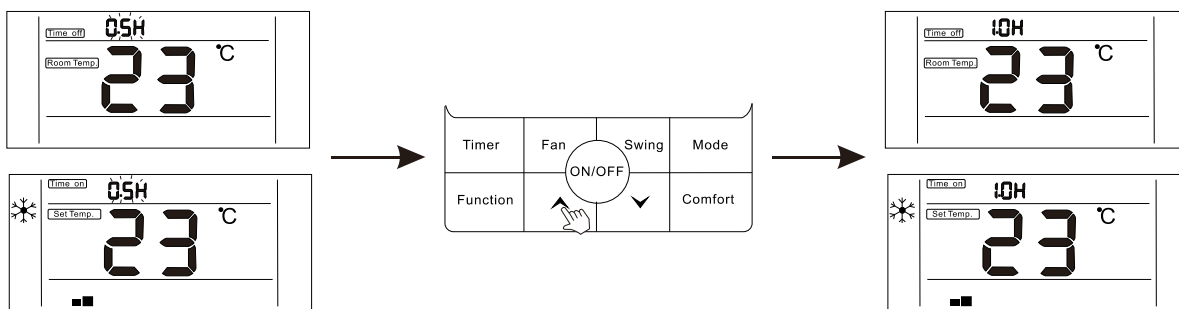 Time off 0.5H
Room Temp. 23 °C
Time on 0.5H
Set Temp. 23 °C
Timer Fan Swing Mode
ON/OFF
Function Comfort
Time off 1.0H
Room Temp. 23 °C
Time on 1.0H
Set Temp. 23 °C